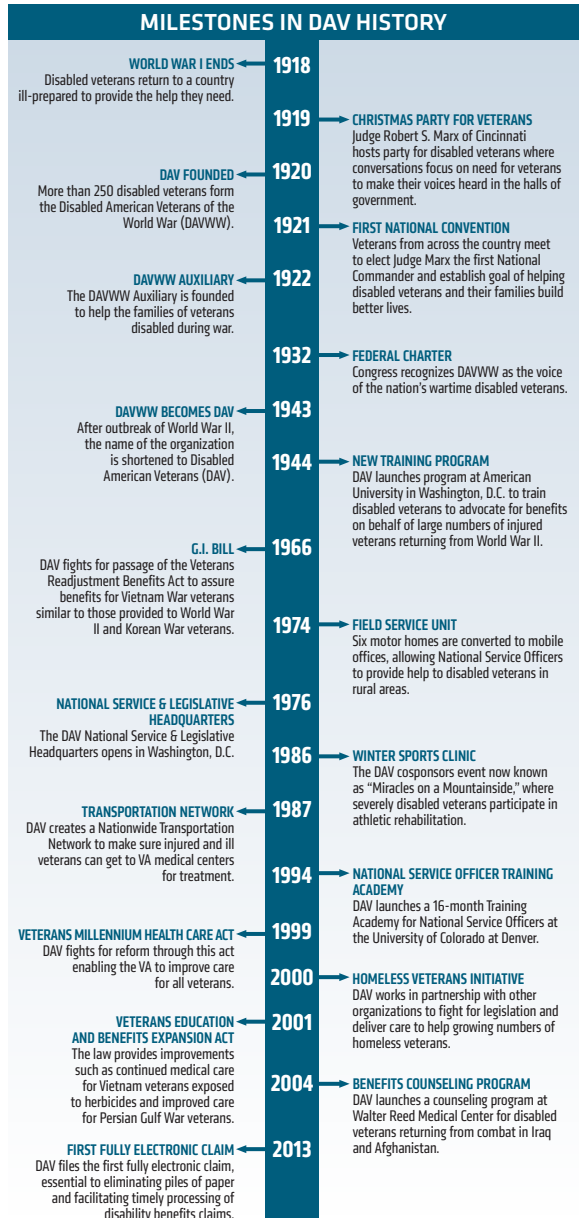 MILESTONES IN DAV HISTORY
1918
WORLD WAR I ENDS
Disabled veterans return to a country
ill-prepared to provide the help they need.
1919
CHRISTMAS PARTY FOR VETERANS
Judge Robert S. Marx of Cincinnati
hosts party for disabled veterans where
conversations focus on need for veterans
to make their voices heard in the halls of
government.
1920
DAV FOUNDED
More than 250 disabled veterans form
the Disabled American Veterans of the
World War (DAVWW).
1921
FIRST NATIONAL CONVENTION
Veterans from across the country meet
to elect Judge Marx the first National
Commander and establish goal of helping
disabled veterans and their families build
better lives.
1922
DAVWW AUXILIARY
The DAVWW Auxiliary is founded
to help the families of veterans
disabled during war.
1932
FEDERAL CHARTER
Congress recognizes DAVWW as the voice
of the nation's wartime disabled veterans.
1943
DAVWW BECOMES DAV
After outbreak of World War II,
the name of the organization
is shortened to Disabled
American Veterans (DAV).
1944
NEW TRAINING PROGRAM
DAV launches program at American
University in Washington, D.C. to train
disabled veterans to advocate for benefits
on behalf of large numbers of injured
veterans returning from World War II.
1966
G.I. BILL
DAV fights for passage of the Veterans
Readjustment Benefits Act to assure
benefits for Vietnam War veterans
similar to those provided to World War
II and Korean War veterans.
1974
FIELD SERVICE UNIT
Six motor homes are converted to mobile
offices, allowing National Service Officers
to provide help to disabled veterans in
rural areas.
1976
NATIONAL SERVICE & LEGISLATIVE
HEADQUARTERS
The DAV National Service & Legislative
Headquarters opens in Washington, D.C.
1986
WINTER SPORTS CLINIC
The DAV cosponsors event now known
as "Miracles on a Mountainside," where
severely disabled veterans participate in
athletic rehabilitation.
1987
TRANSPORTATION NETWORK
DAV creates a Nationwide Transportation
Network to make sure injured and ill
veterans can get to VA medical centers
for treatment.
1994
NATIONAL SERVICE OFFICER TRAINING
ACADEMY
DAV launches a 16-month Training
Academy for National Service Officers at
the University of Colorado at Denver.
1999
VETERANS MILLENNIUM HEALTH CARE ACT
DAV fights for reform through this act
enabling the VA to improve care
for all veterans.
2000
HOMELESS VETERANS INITIATIVE
DAV works in partnership with other
organizations to fight for legislation and
deliver care to help growing numbers of
homeless veterans.
2001
VETERANS EDUCATION
AND BENEFITS EXPANSION ACT
The law provides improvements
such as continued medical care
for Vietnam veterans exposed
to herbicides and improved care
for Persian Gulf War veterans.
2004
BENEFITS COUNSELING PROGRAM
DAV launches a counseling program at
Walter Reed Medical Center for disabled
veterans returning from combat in Iraq
and Afghanistan.
2013
FIRST FULLY ELECTRONIC CLAIM
DAV files the first fully electronic claim,
essential to eliminating piles of paper
and facilitating timely processing of
disability benefits claims.